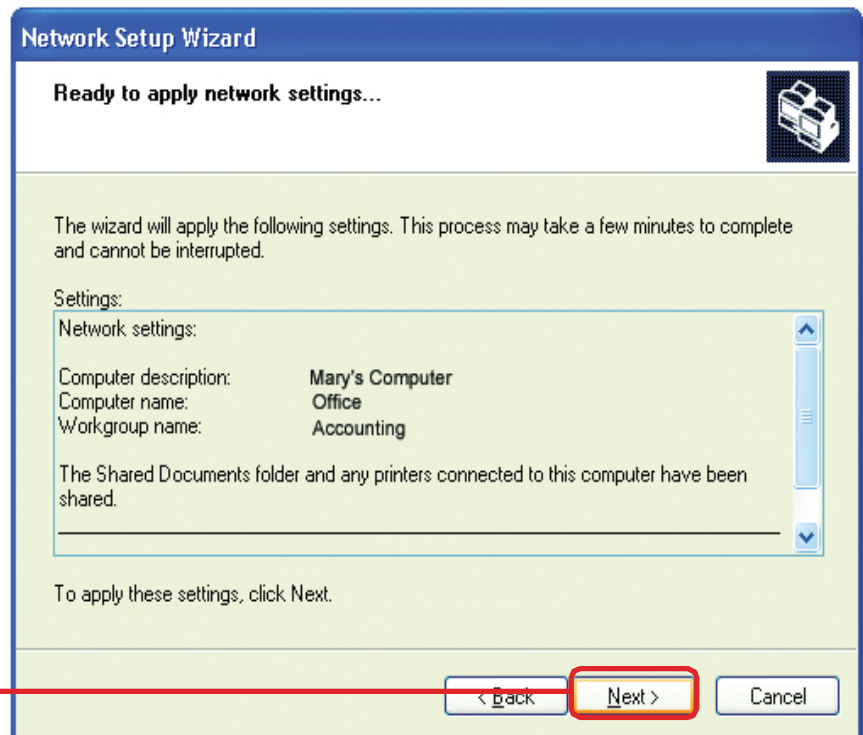 Network Setup Wizard
Ready to apply network settings...
The wizard will apply the following settings. This process may take a few minutes to complete
and cannot be interrupted.
Settings:
Network settings:
Computer description: Mary's Computer
Computer name: Office
Workgroup name: Accounting
The Shared Documents folder and any printers connected to this computer have been
shared.
To apply these settings, click Next.
< Back Next > Cancel